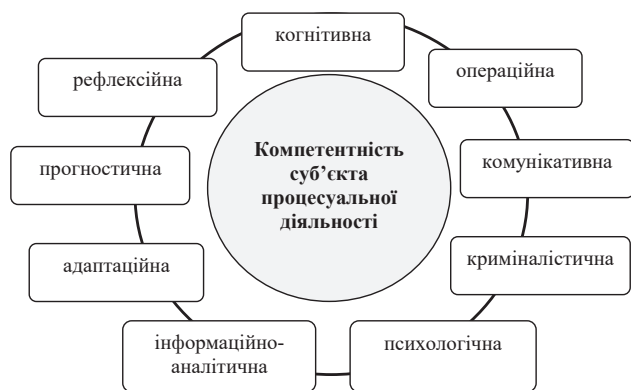 когнітивна
операційна
комунікативна
криміналістична
психологічна
інформаційно-
аналітична
адаптаційна
прогностична
рефлексійна
Компетентність
суб’єкта
процесуальної
діяльності